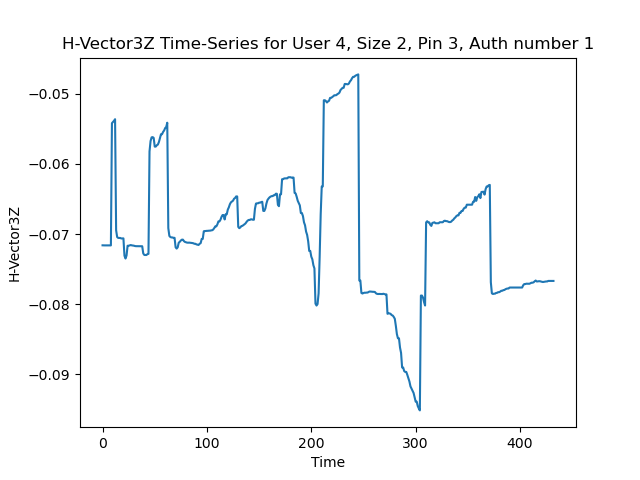 H-Vector3Z Time-Series for User 4, Size 2, Pin 3, Auth number 1
H-Vector3Z
−0.05
−0.06
−0.07
−0.08
−0.09
0 100 200 300 400
Time